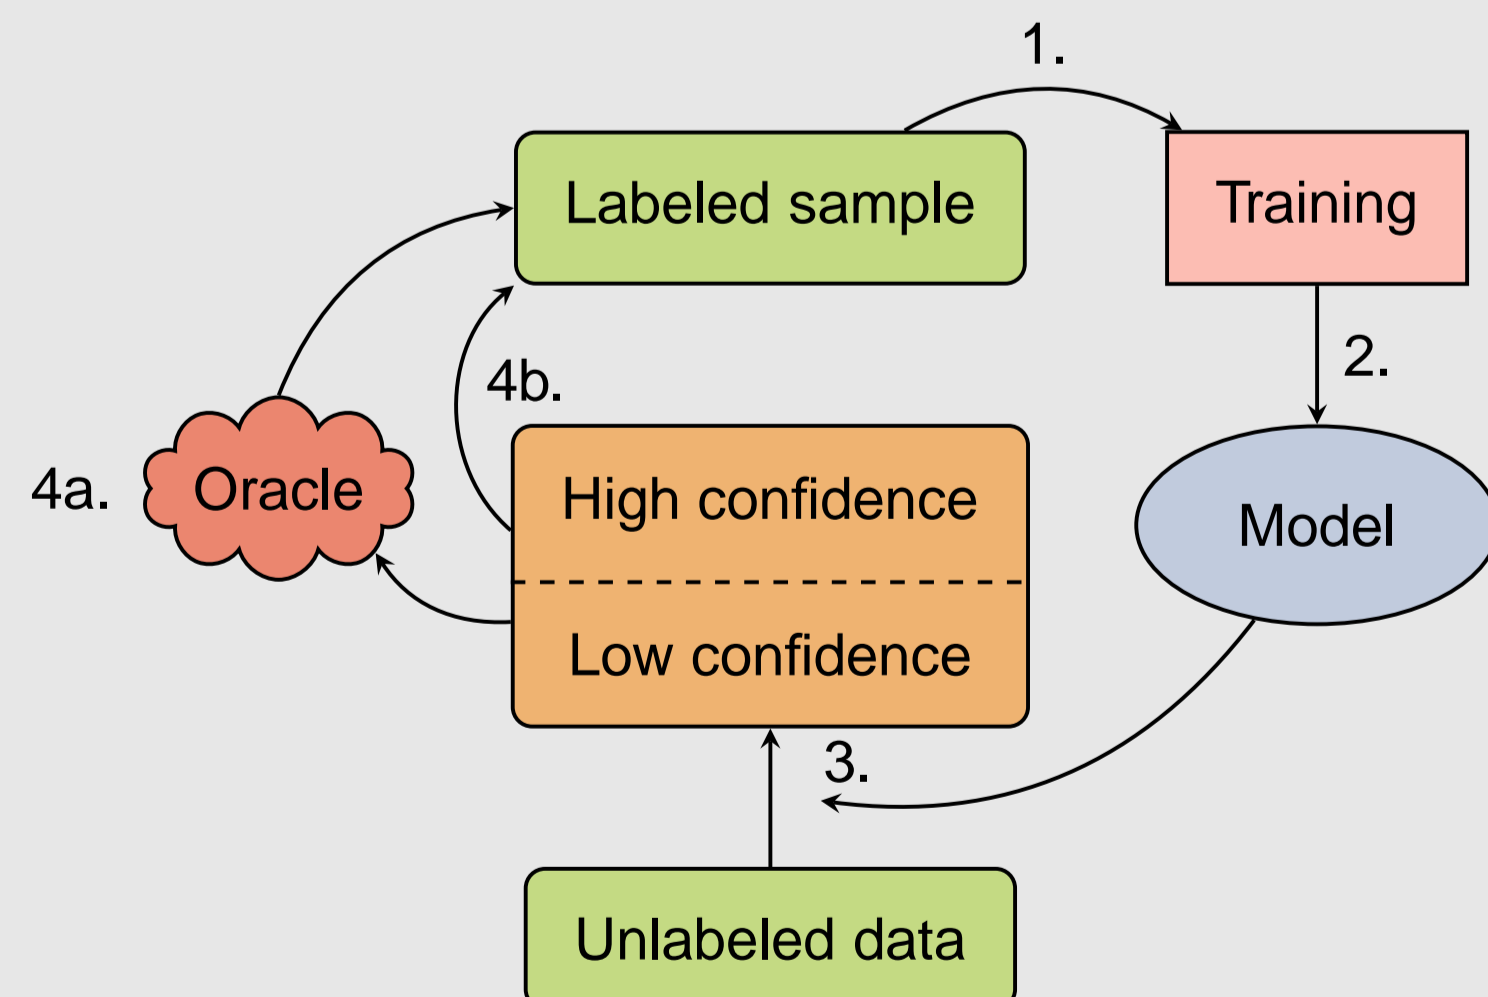 1.
Labeled sample
Training
2.
4b.
4a.
Oracle
High confidence
Model
Low confidence
3.
Unlabeled data